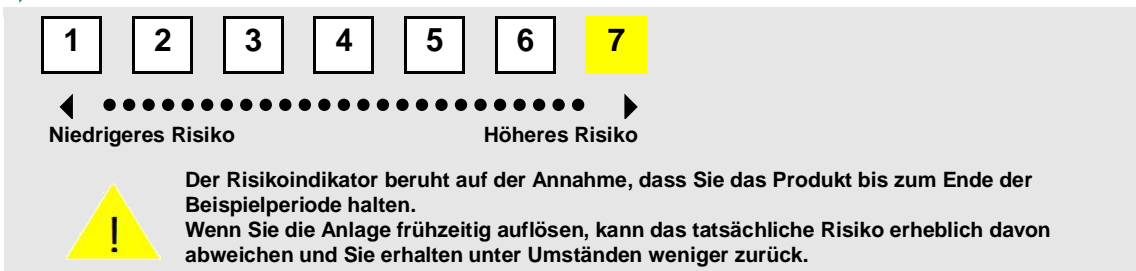 1 2 3 4 5 6 7
Niedrigeres Risiko Höheres Risiko
Der Risikoindikator beruht auf der Annahme, dass Sie das Produkt bis zum Ende der
Beispielperiode halten.
! Wenn Sie die Anlage frühzeitig auflösen, kann das tatsächliche Risiko erheblich davon
abweichen und Sie erhalten unter Umständen weniger zurück.